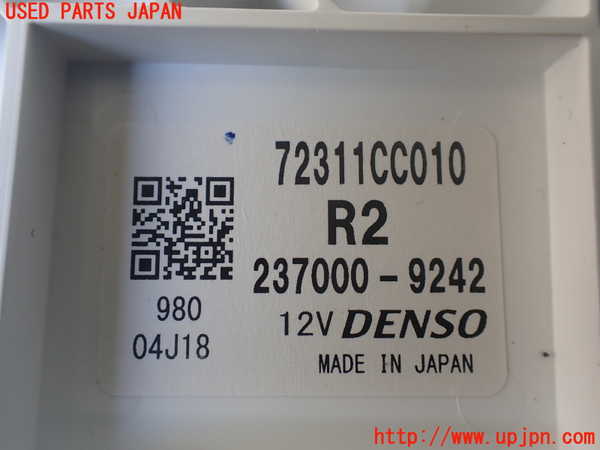 USED PARTS JAPAN
72311CC010
R2
237000-9242
980
12V DENSO
04J18
MADE IN JAPAN
http://www.upjpn.com/